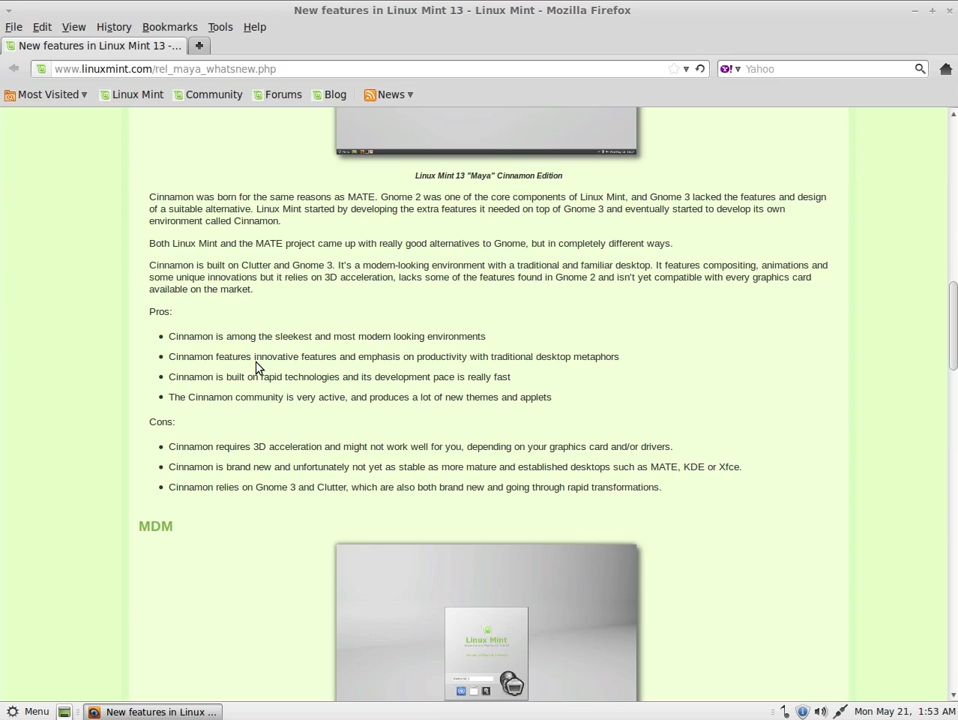 New features in Linux Mint 13 - Linux Mint - Mozilla Firefox
File Edit View History Bookmarks Tools Help
New features in Linux Mint 13 -...
www.linuxmint.com/rel_maya_whatsnew.php
Yahoo
Most Visited Linux Mint Community Forums Blog News
Linux Mint 13 "Maya" Cinnamon Edition
Cinnamon was born for the same reasons as MATE. Gnome 2 was one of the core components of Linux Mint, and Gnome 3 lacked the features and design
of a suitable alternative. Linux Mint started by developing the extra features it needed on top of Gnome 3 and eventually started to develop its own
environment called Cinnamon.
Both Linux Mint and the MATE project came up with really good alternatives to Gnome, but in completely different ways.
Cinnamon is built on Clutter and Gnome 3. It's a modern-looking environment with a traditional and familiar desktop. It features compositing, animations and
some unique innovations but it relies on 3D acceleration, lacks some of the features found in Gnome 2 and isn't yet compatible with every graphics card
available on the market.
Pros:
• Cinnamon is among the sleekest and most modern looking environments
• Cinnamon features innovative features and emphasis on productivity with traditional desktop metaphors
• Cinnamon is built on rapid technologies and its development pace is really fast
• The Cinnamon community is very active, and produces a lot of new themes and applets
Cons:
• Cinnamon requires 3D acceleration and might not work well for you, depending on your graphics card and/or drivers.
• Cinnamon is brand new and unfortunately not yet as stable as more mature and established desktops such as MATE, KDE or Xfce.
• Cinnamon relies on Gnome 3 and Clutter, which are also both brand new and going through rapid transformations.
MDM
Linux Mint
Menu New features in Linux ... Mon May 21, 1:53 AM